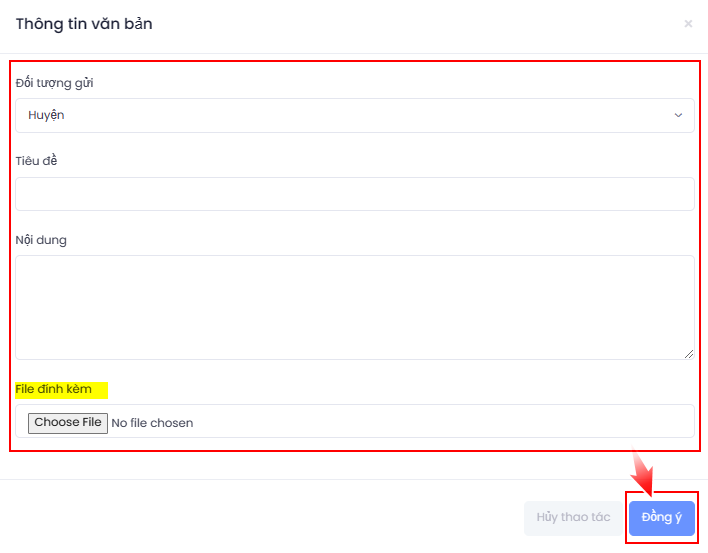 Thông tin văn bản
×
Đối tượng gửi
Huyện
Tiêu đề
Nội dung
File đính kèm
Choose File No file chosen
Hủy thao tác Đồng ý